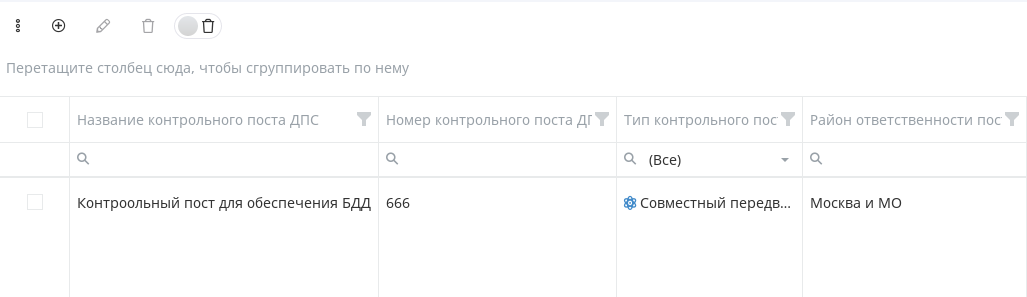 Перетащите столбец сюда, чтобы сгруппировать по нему
Название контрольного поста ДПС Номер контрольного поста ДГ Тип контрольного пос Район ответственности пос
(Все)
Контроольный пост для обеспечения БДД 666 Совместный передв... Москва и МО